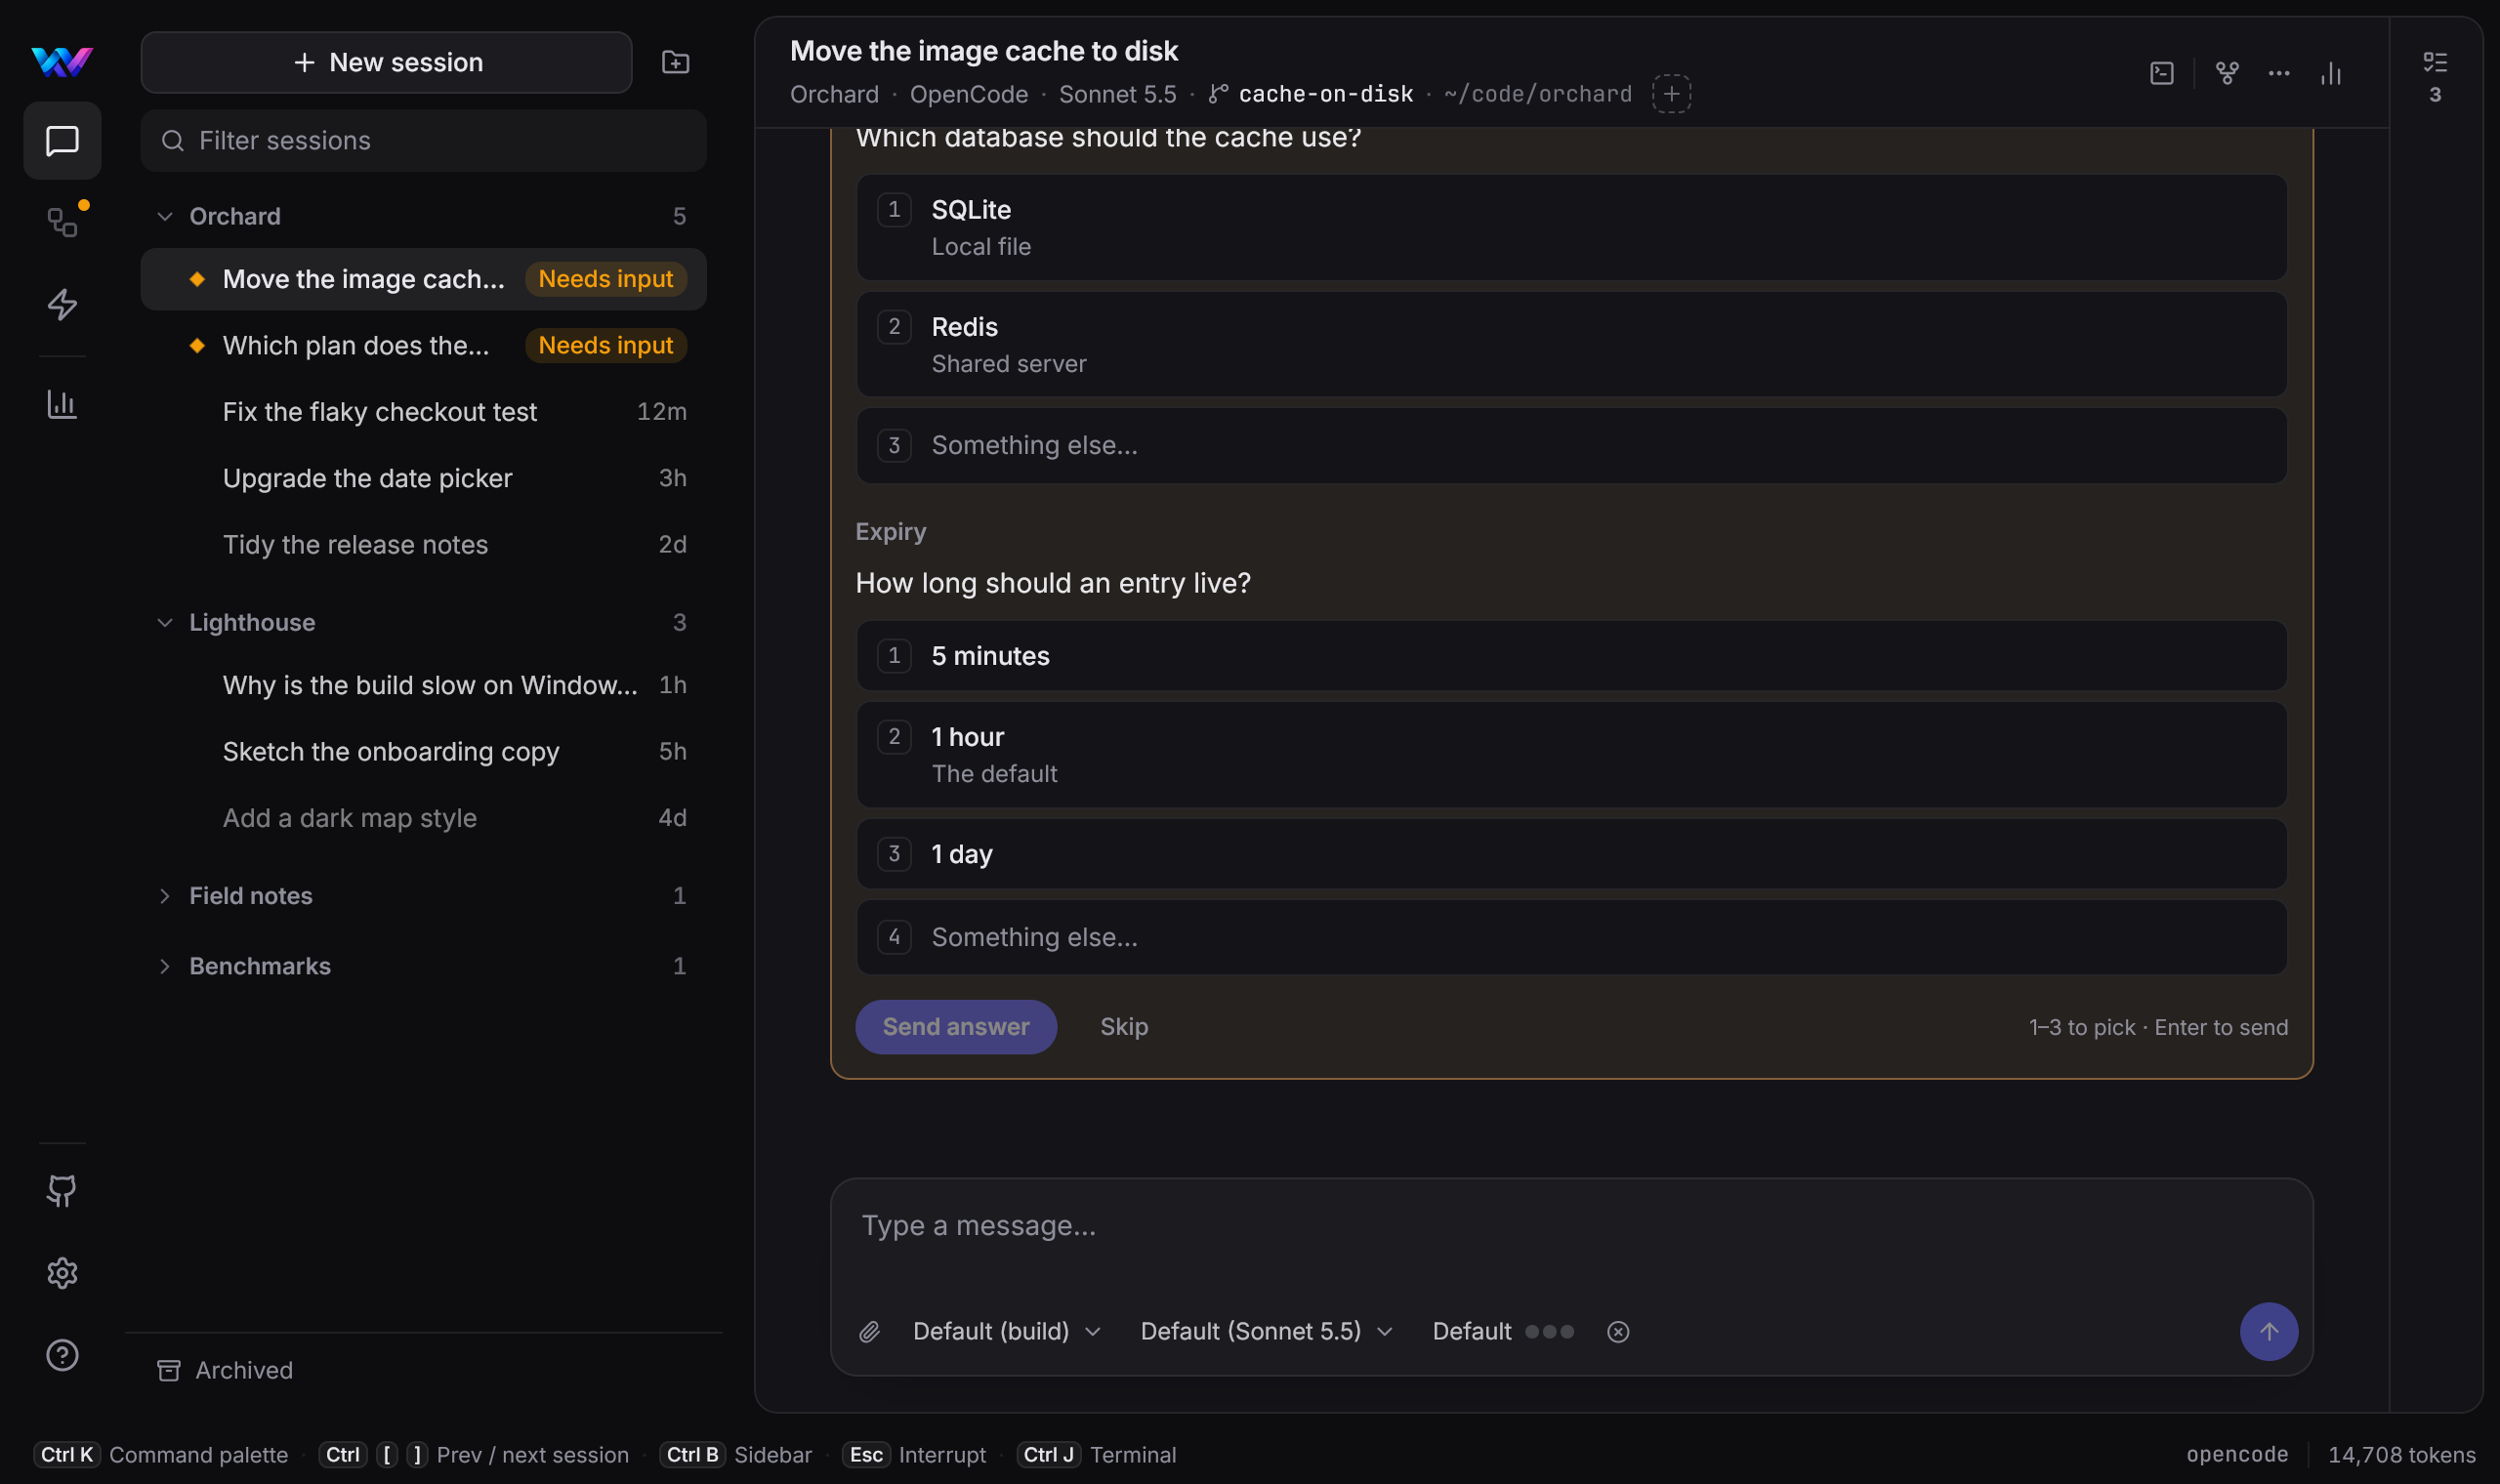 New session
Filter sessions
Orchard 5
Move the image cach... Needs input
Which plan does the... Needs input
Fix the flaky checkout test 12m
Upgrade the date picker 3h
Tidy the release notes 2d
Lighthouse 3
Why is the build slow on Window... 1h
Sketch the onboarding copy 5h
Add a dark map style 4d
Field notes 1
Benchmarks 1
Archived
Move the image cache to disk
Orchard · OpenCode · Sonnet 5.5 · cache-on-disk · ~/code/orchard
3
Which database should the cache use?
1 SQLite
Local file
2 Redis
Shared server
3 Something else...
Expiry
How long should an entry live?
1 5 minutes
2 1 hour
The default
3 1 day
4 Something else...
Send answer Skip 1–3 to pick · Enter to send
Type a message...
Default (build) Default (Sonnet 5.5) Default
Ctrl K Command palette · Ctrl [ ] Prev / next session · Ctrl B Sidebar · Esc Interrupt · Ctrl J Terminal
opencode 14,708 tokens